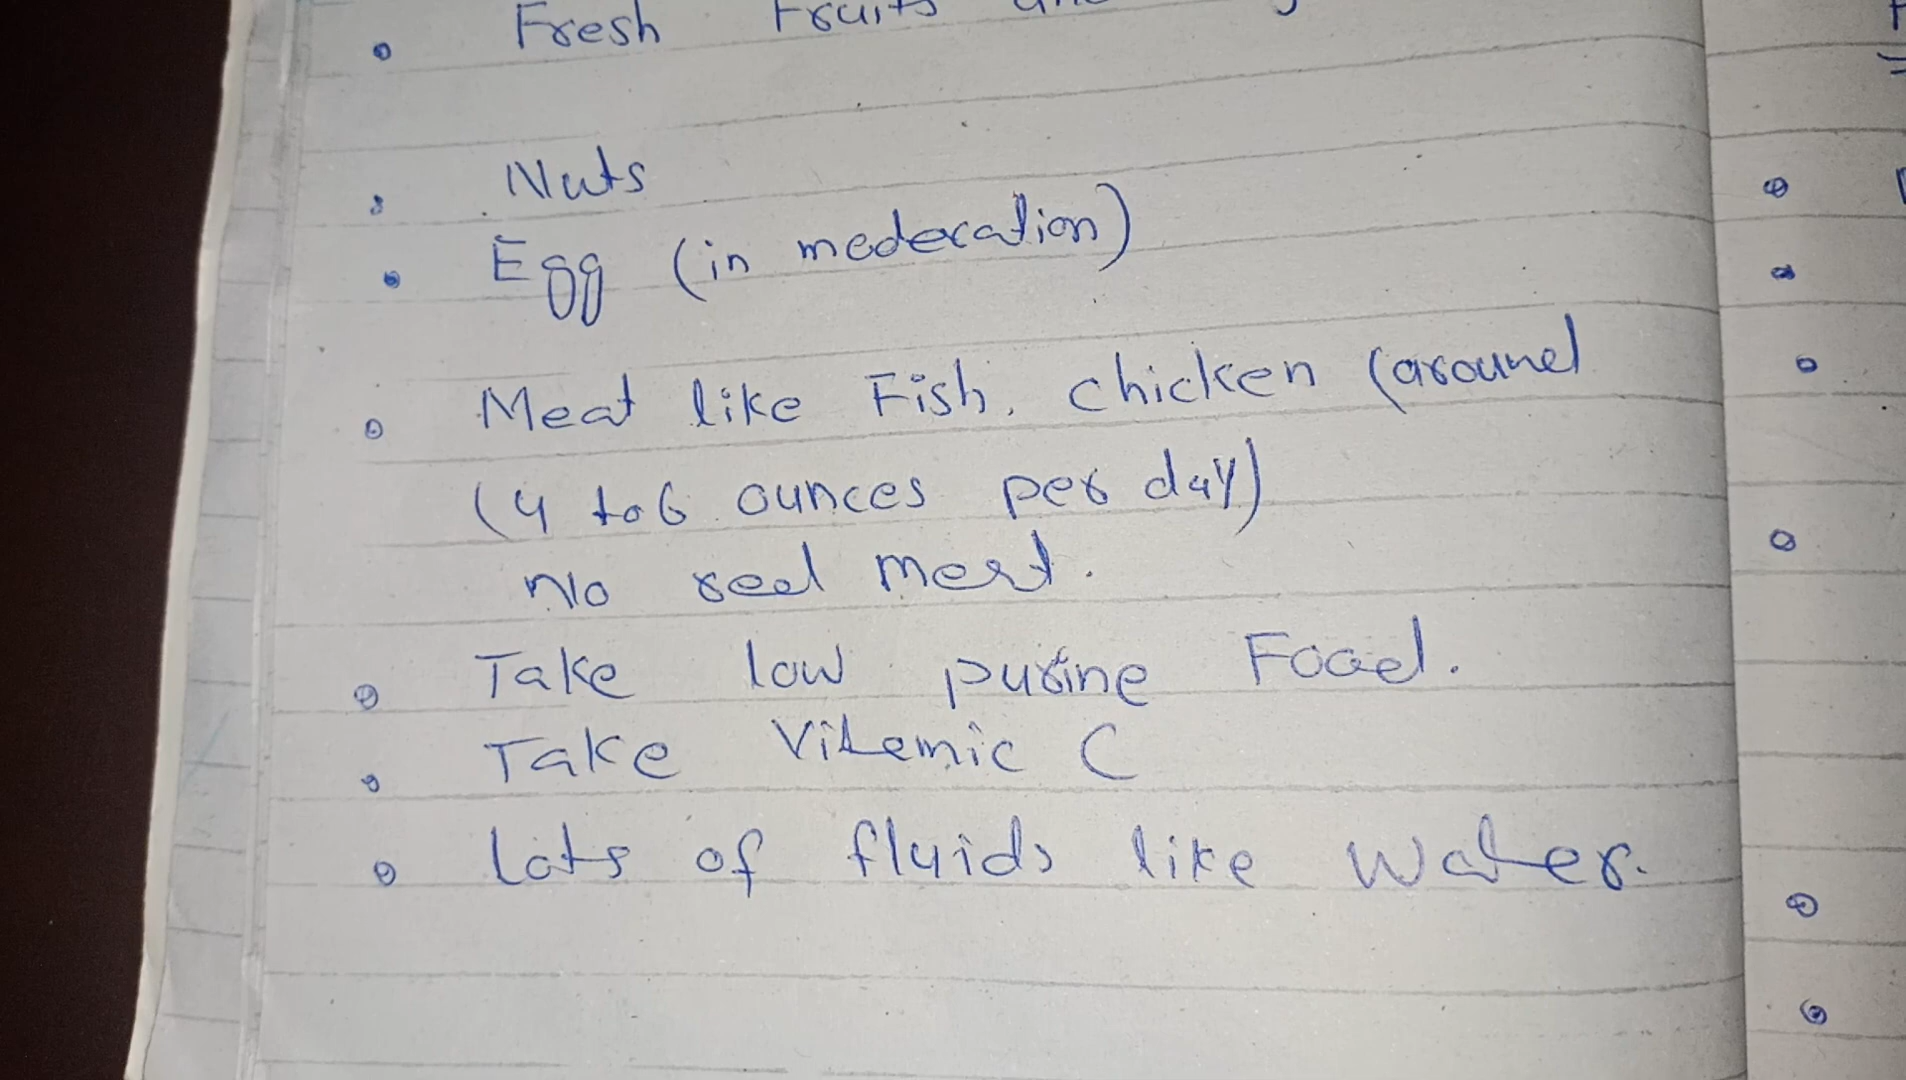 • Fresh Fruits
• Nuts
• Egg (in mederation)
• Meat like Fish, chicken (around
(4 to 6 ounces per day)
No red meat.
• Take low purine Food.
• Take Vitemic C
• Lots of fluids like Water.